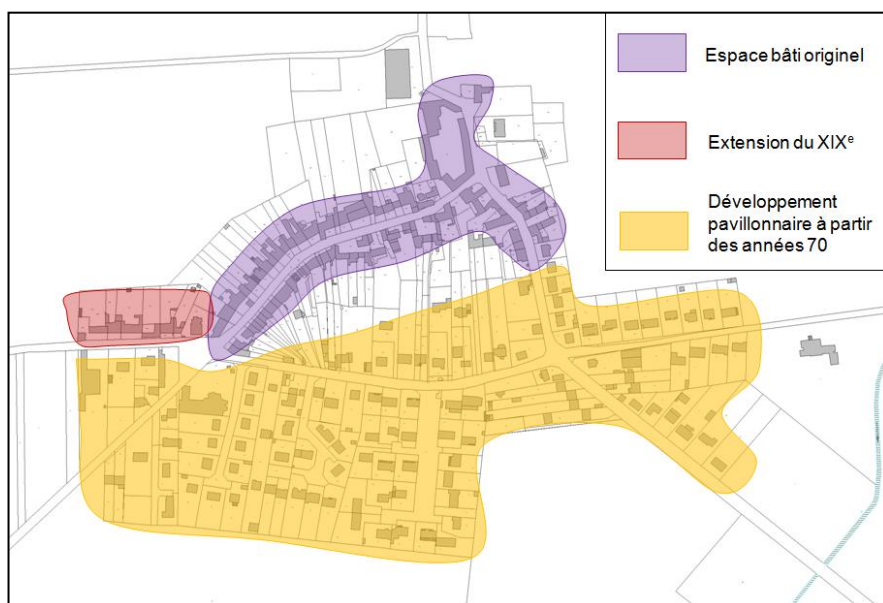 Espace bâti originel
Extension du XIXe
Développement
pavillonnaire à partir
des années 70